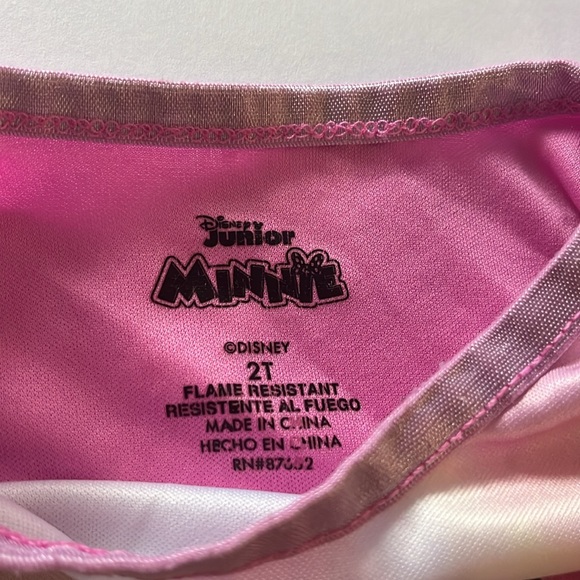 Disney
Junior
MINNIE
©DISNEY
2T
FLAME RESISTANT
RESISTENTE AL FUEGO
MADE IN CHINA
HECHO EN CHINA